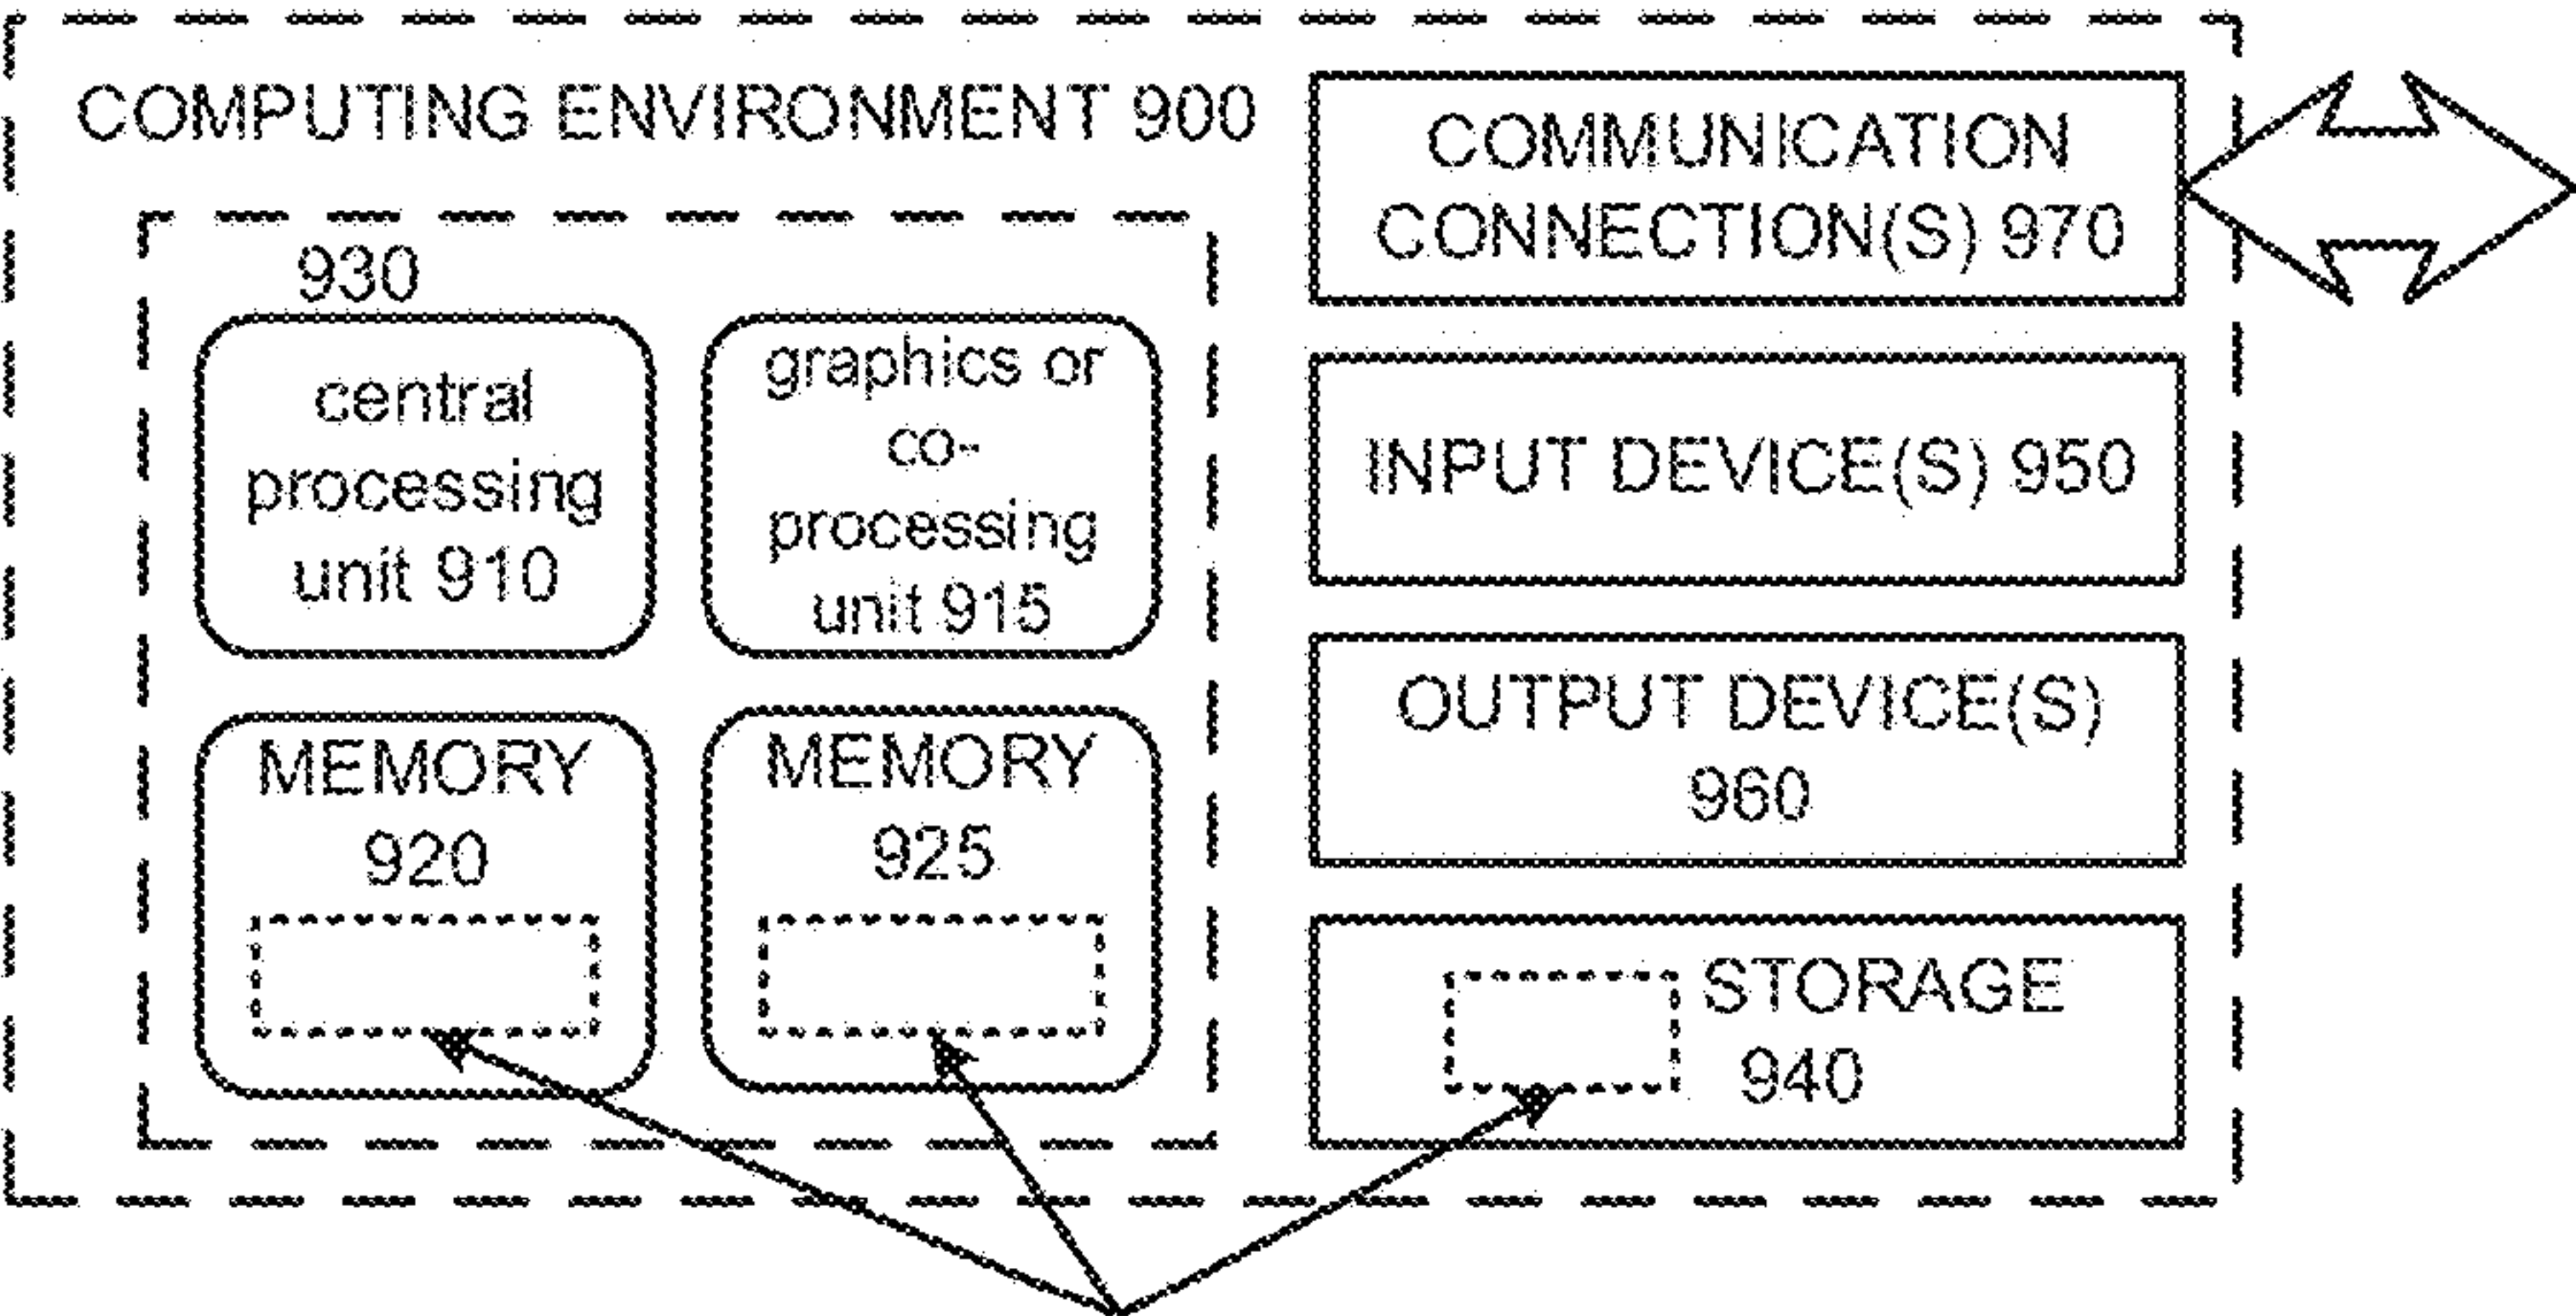 COMPUTING ENVIRONMENT 900
930
central
processing
unit 910
graphics or
co-
processing
unit 915
MEMORY
920
MEMORY
925
COMMUNICATION
CONNECTION(S) 970
INPUT DEVICE(S) 950
OUTPUT DEVICE(S)
960
STORAGE
940